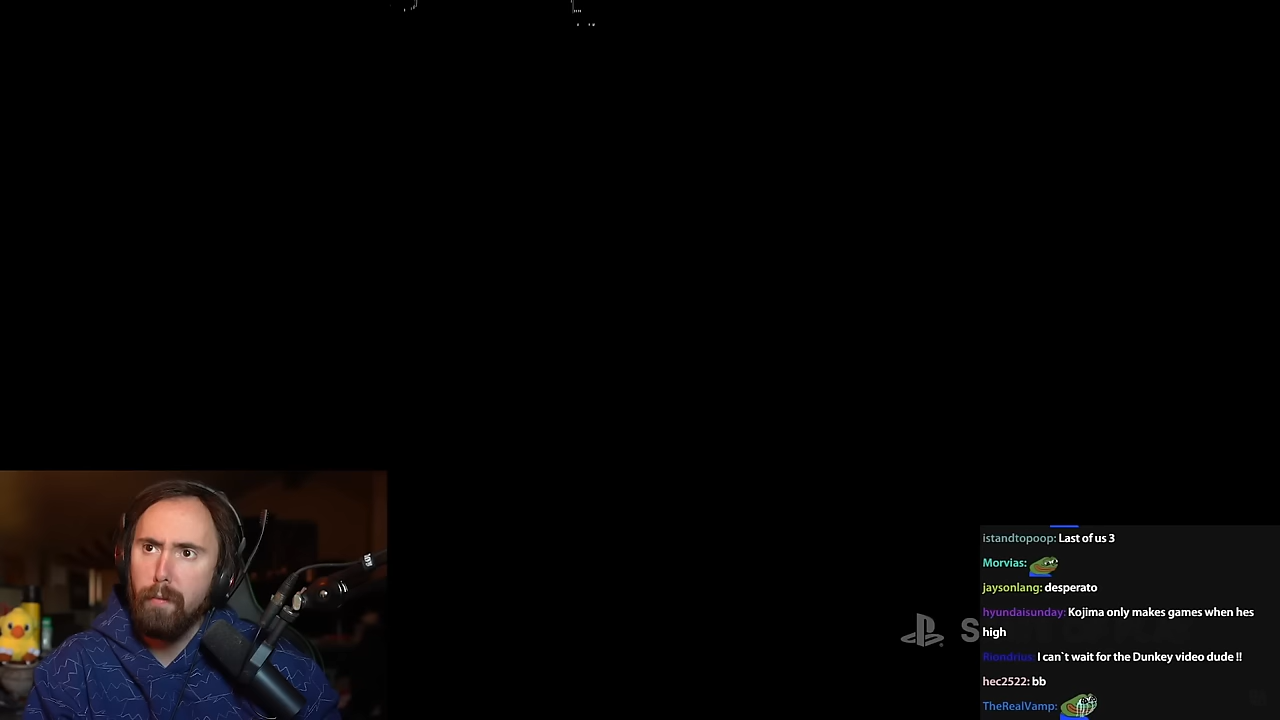 istandtopoop: Last of us 3
Morvias:
jaysonlang: desperato
hyundaisunday: Kojima only makes games when hes
high
Riondrius: I can`t wait for the Dunkey video dude !!
hec2522: bb
TheRealVamp: